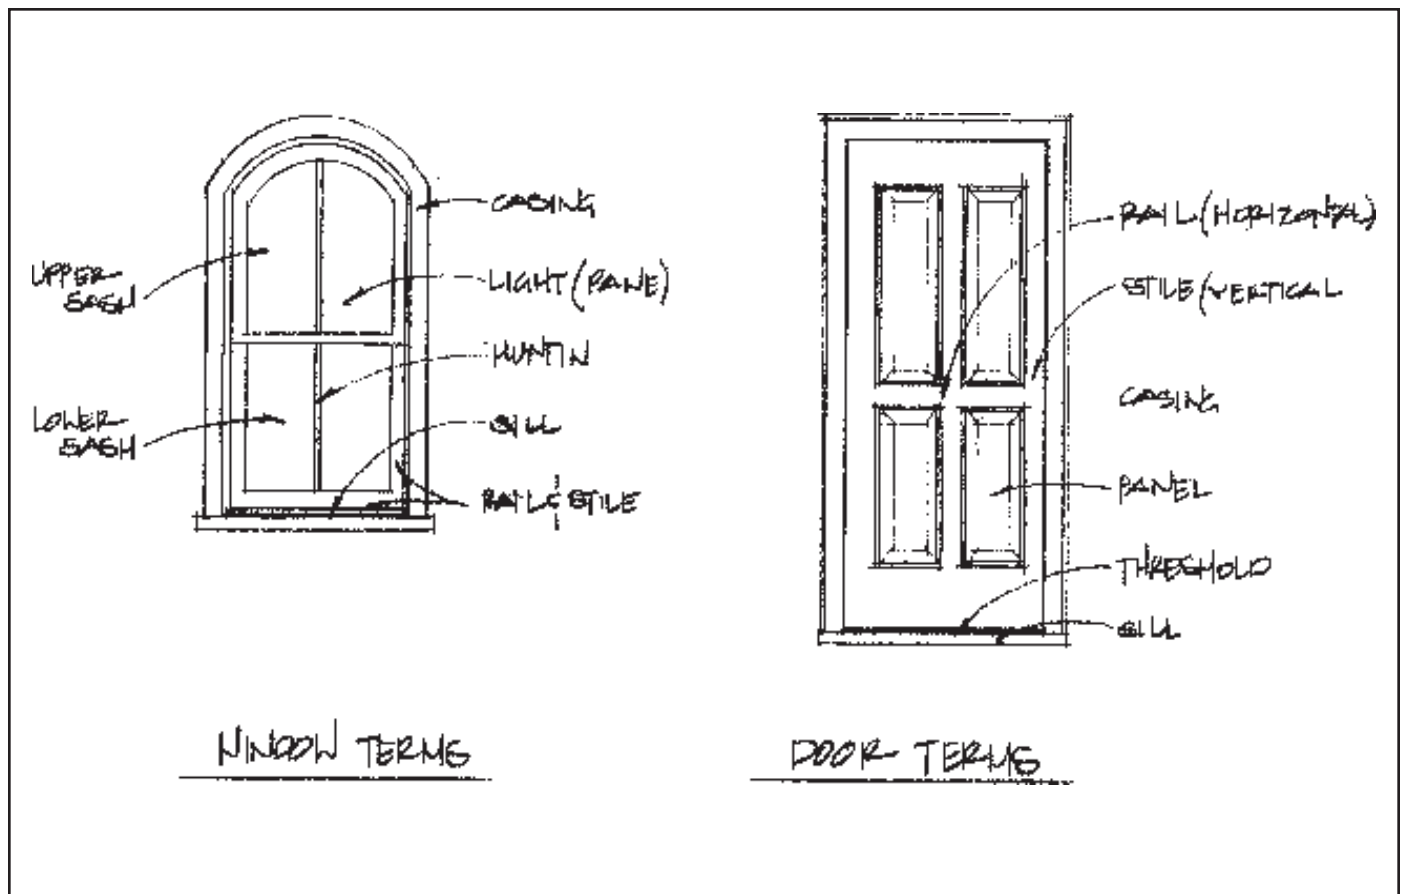 CASING
UPPER
SASH
LIGHT (PANE)
MUNTIN
LOWER
SASH
SILL
RAIL & STILE
WINDOW TERMS
RAIL (HORIZONTAL)
STILE (VERTICAL
CASING
PANEL
THRESHOLD
SILL
DOOR TERMS